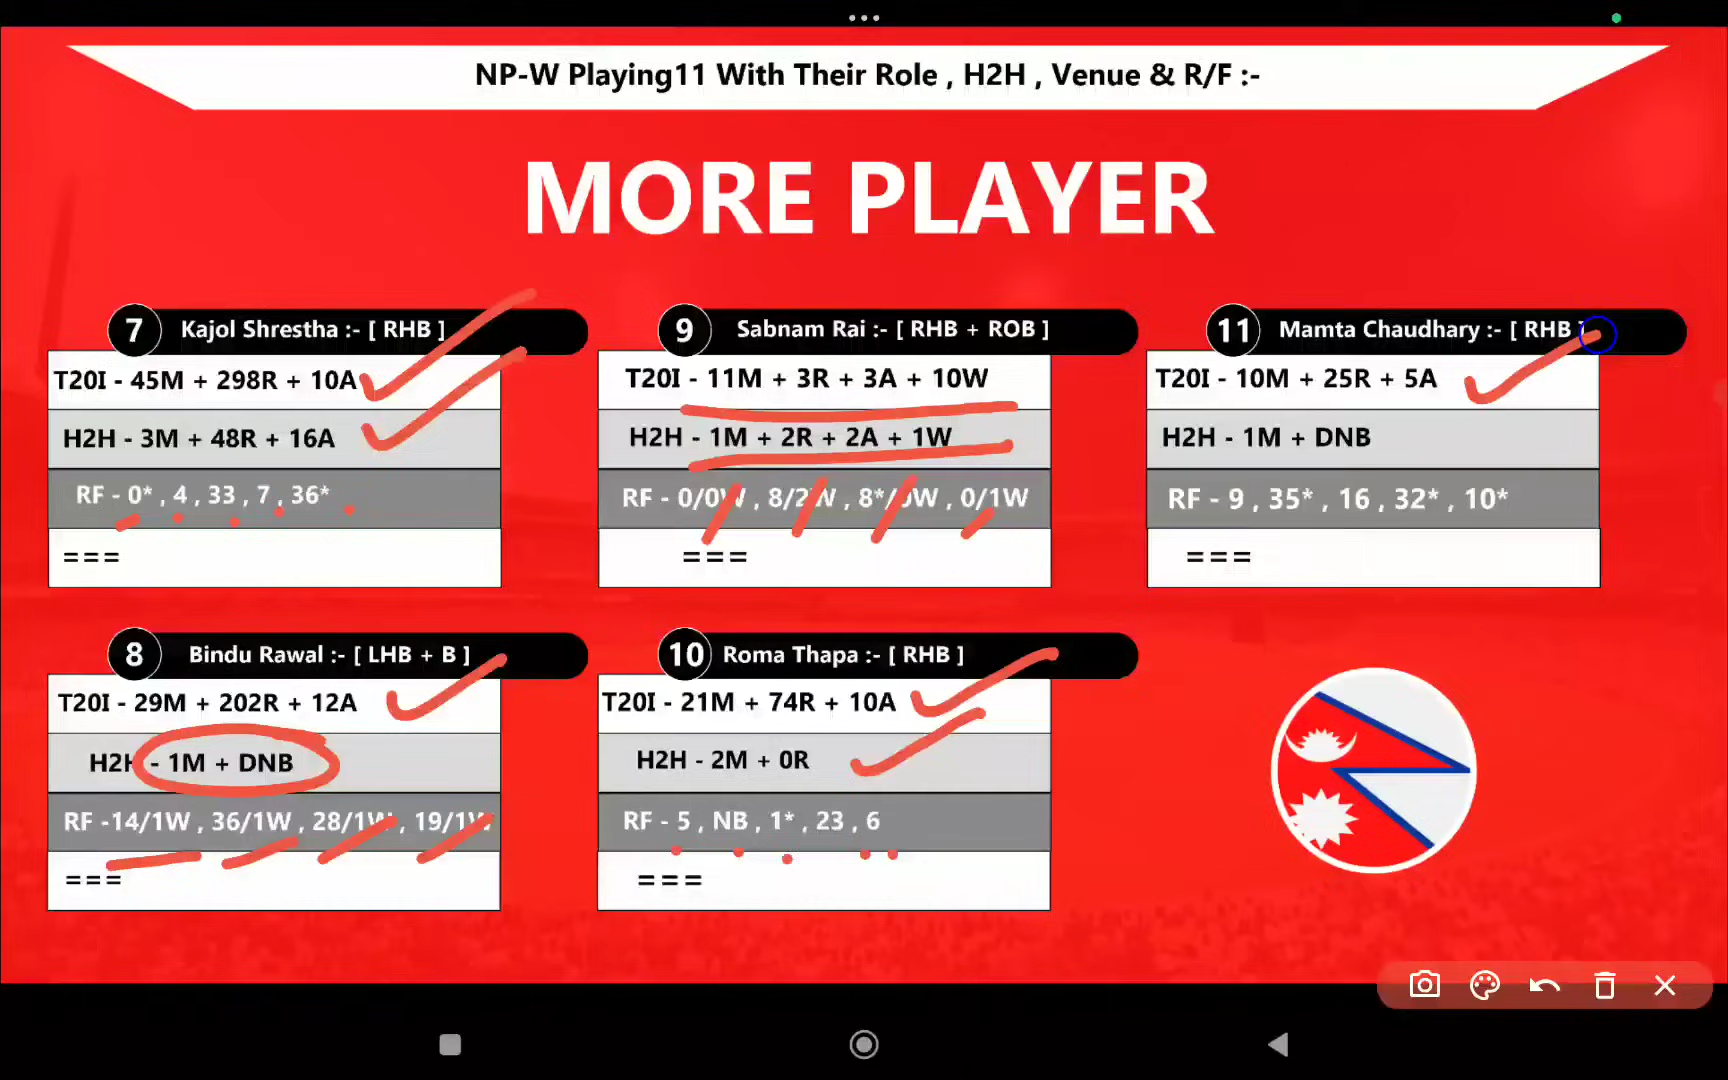 NP-W Playing11 With Their Role , H2H , Venue & R/F :-
MORE PLAYER
7 Kajol Shrestha :- [ RHB ]
T20I - 45M + 298R + 10A
H2H - 3M + 48R + 16A
RF - 0* , 4 , 33 , 7 , 36*
===
9 Sabnam Rai :- [ RHB + ROB ]
T20I - 11M + 3R + 3A + 10W
H2H - 1M + 2R + 2A + 1W
RF - 0/0W , 8/2W , 8*/0W , 0/1W
===
11 Mamta Chaudhary :- [ RHB ]
T20I - 10M + 25R + 5A
H2H - 1M + DNB
RF - 9 , 35* , 16 , 32* , 10*
===
8 Bindu Rawal :- [ LHB + B ]
T20I - 29M + 202R + 12A
H2H - 1M + DNB
RF -14/1W , 36/1W , 28/1W , 19/1W
===
10 Roma Thapa :- [ RHB ]
T20I - 21M + 74R + 10A
H2H - 2M + 0R
RF - 5 , NB , 1* , 23 , 6
===